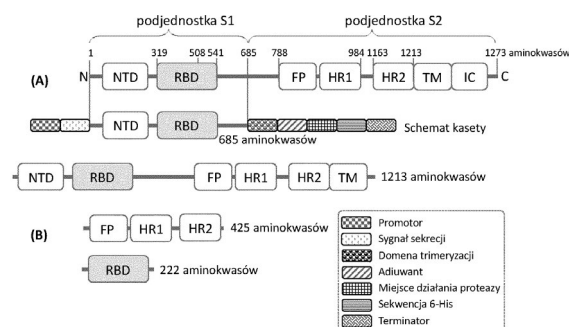 podjednostka S1 podjednostka S2
1 319 508 541 685 788 984 1163 1213 1273 aminokwasów
(A) N NTD RBD FP HR1 HR2 TM IC C
NTD RBD Schemat kasety
685 aminokwasów
NTD RBD FP HR1 HR2 TM 1213 aminokwasów
(B)
FP HR1 HR2 425 aminokwasów
RBD 222 aminokwasów
Promotor
Sygnał sekrecji
Domena trimeryzacji
Adiuwant
Miejsce działania proteazy
Sekwencja 6-His
Terminator